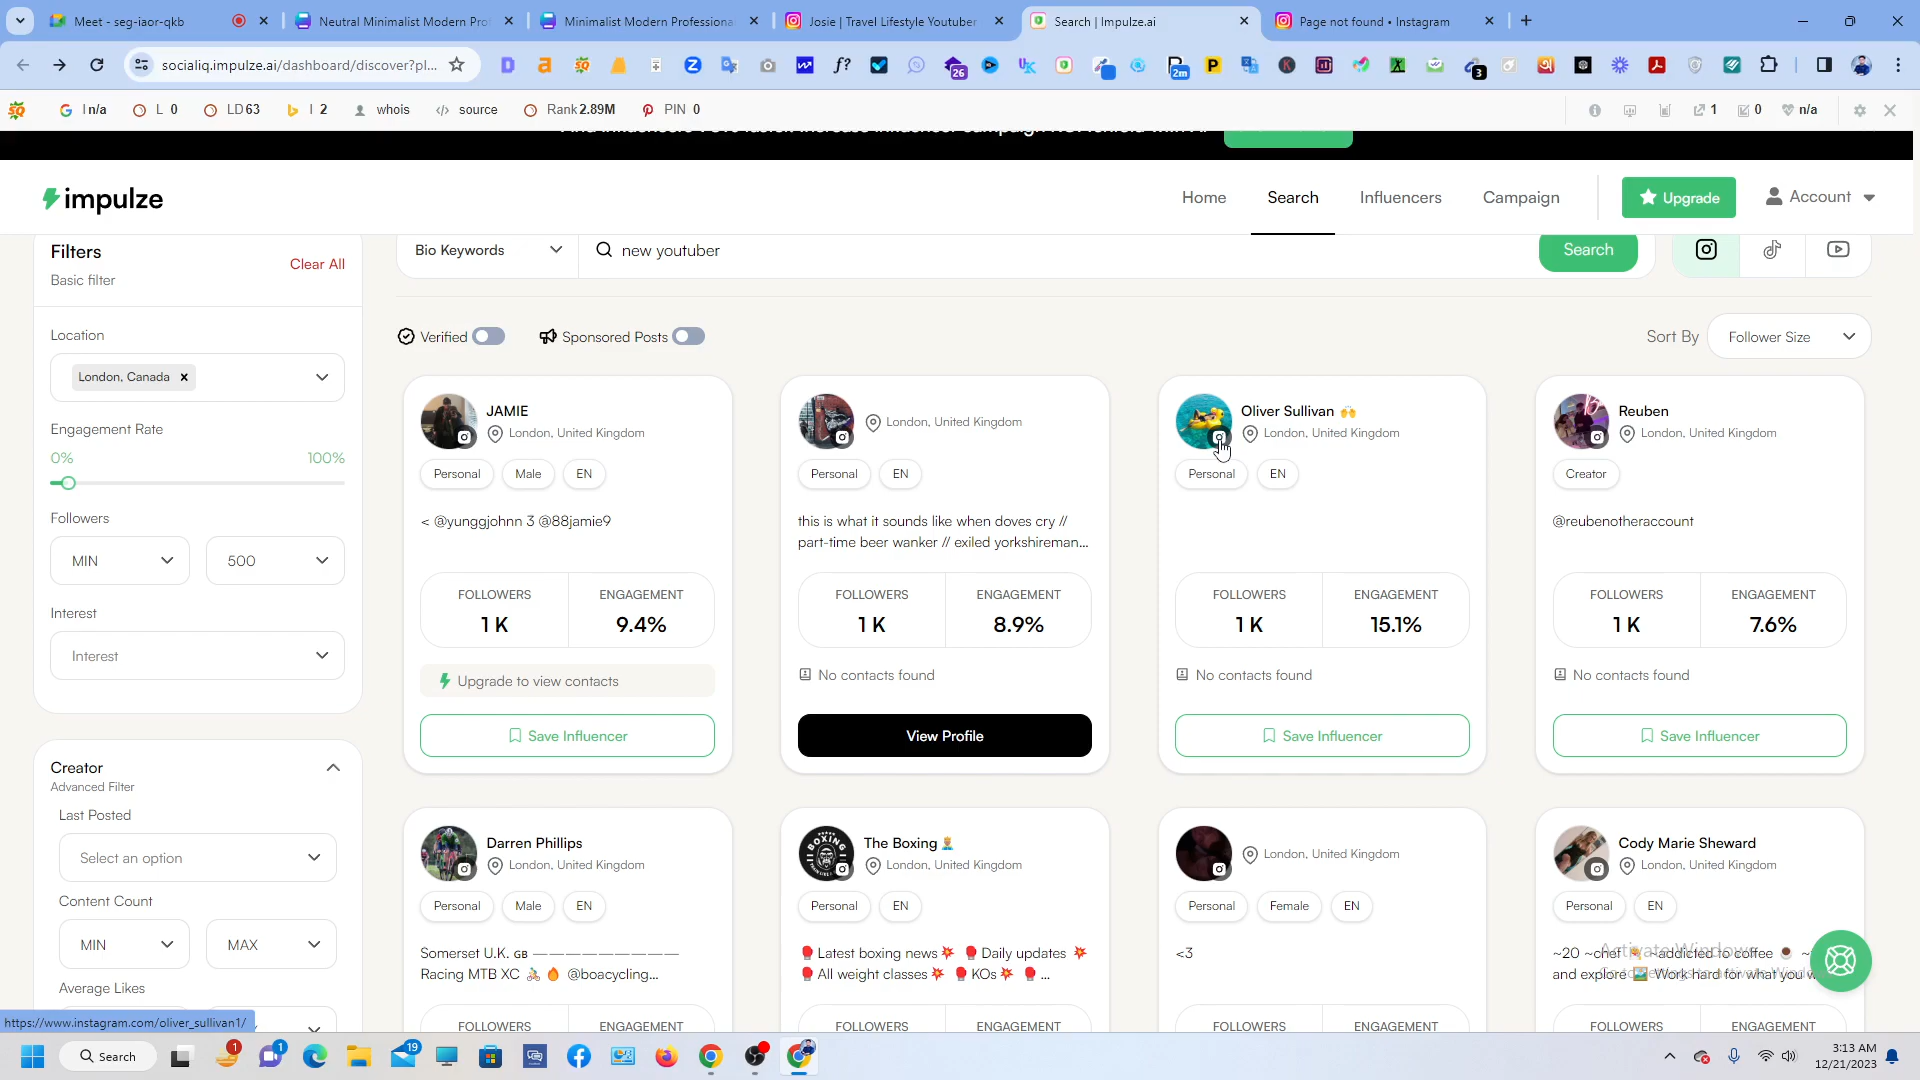 Meet - seg-iaor-qkb
Neutral Minimalist Modern Pro
Minimalist Modern Professiona
Josie | Travel Lifestyle Youtuber
Search | Impulze.ai
Page not found • Instagram
socialiq.impulze.ai/dashboard/discover?pl...
26
2m
3
I n/a
L 0
LD 63
I 2
whois
source
Rank 2.89M
PIN 0
1
0
n/a
impulze
Home
Search
Influencers
Campaign
Upgrade
Account
Filters
Clear All
Basic filter
Bio Keywords
new youtuber
Search
Location
London, Canada
Engagement Rate
0%
100%
Followers
MIN
500
Interest
Interest
Creator
Advanced Filter
Last Posted
Select an option
Content Count
MIN
MAX
Average Likes
Verified
Sponsored Posts
Sort By
Follower Size
JAMIE
London, United Kingdom
Personal
Male
EN
< @yunggjohnn 3 @88jamie9
FOLLOWERS
ENGAGEMENT
1 K
9.4%
Upgrade to view contacts
Save Influencer
London, United Kingdom
Personal
EN
this is what it sounds like when doves cry //
part-time beer wanker // exiled yorkshireman...
FOLLOWERS
ENGAGEMENT
1 K
8.9%
No contacts found
View Profile
Oliver Sullivan 🙌
London, United Kingdom
Personal
EN
FOLLOWERS
ENGAGEMENT
1 K
15.1%
No contacts found
Save Influencer
Reuben
London, United Kingdom
Creator
@reubenotheraccount
FOLLOWERS
ENGAGEMENT
1 K
7.6%
No contacts found
Save Influencer
Darren Phillips
London, United Kingdom
Personal
Male
EN
Somerset U.K. GB ————————
Racing MTB XC 🚴 🔥 @boacycling...
FOLLOWERS
ENGAGEMENT
BOXING
The Boxing
London, United Kingdom
Personal
EN
🥊Latest boxing news💥 🥊Daily updates 💥
🥊All weight classes💥 🥊KOs💥 🥊...
FOLLOWERS
ENGAGEMENT
London, United Kingdom
Personal
Female
EN
<3
FOLLOWERS
ENGAGEMENT
Cody Marie Sheward
London, United Kingdom
Personal
EN
~20 ~chef ~addicted to coffee ~
and explore Work hard for what you w
FOLLOWERS
ENGAGEMENT
Activate Windows
https://www.instagram.com/oliver_sullivan1/
Search
1
1
19
3:13 AM
12/21/2023